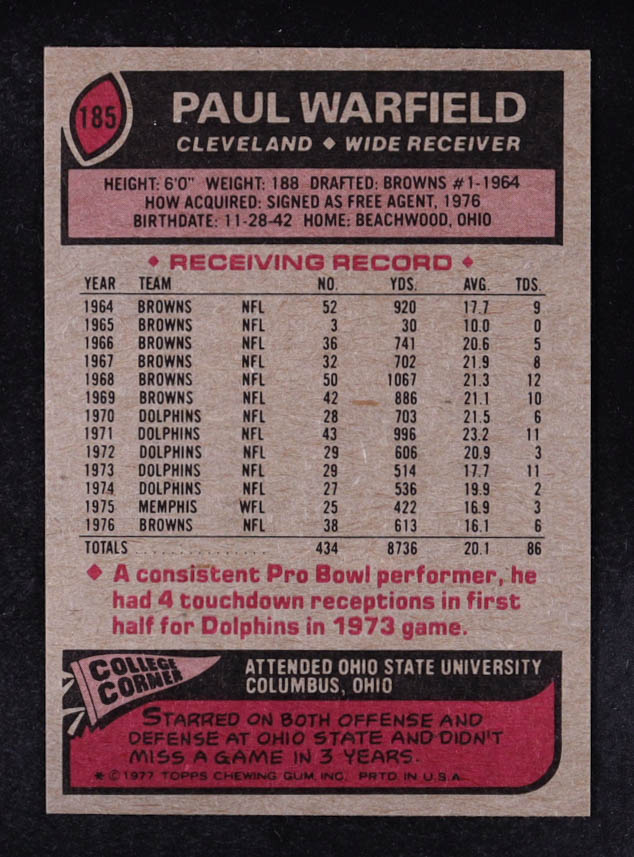 185
PAUL WARFIELD
CLEVELAND ◆ WIDE RECEIVER
HEIGHT: 6'0" WEIGHT: 188 DRAFTED: BROWNS #1-1964
HOW ACQUIRED: SIGNED AS FREE AGENT, 1976
BIRTHDATE: 11-28-42 HOME: BEACHWOOD, OHIO
◆ RECEIVING RECORD ◆
YEAR TEAM NO. YDS. AVG. TDS.
1964 BROWNS NFL 52 920 17.7 9
1965 BROWNS NFL 3 30 10.0 0
1966 BROWNS NFL 36 741 20.6 5
1967 BROWNS NFL 32 702 21.9 8
1968 BROWNS NFL 50 1067 21.3 12
1969 BROWNS NFL 42 886 21.1 10
1970 DOLPHINS NFL 28 703 21.5 6
1971 DOLPHINS NFL 43 996 23.2 11
1972 DOLPHINS NFL 29 606 20.9 3
1973 DOLPHINS NFL 29 514 17.7 11
1974 DOLPHINS NFL 27 536 19.9 2
1975 MEMPHIS WFL 25 422 16.9 3
1976 BROWNS NFL 38 613 16.1 6
TOTALS ................ 434 8736 20.1 86
◆ A consistent Pro Bowl performer, he
had 4 touchdown receptions in first
half for Dolphins in 1973 game.
COLLEGE
CORNER
ATTENDED OHIO STATE UNIVERSITY
COLUMBUS, OHIO
STARRED ON BOTH OFFENSE AND
DEFENSE AT OHIO STATE AND DIDN'T
MISS A GAME IN 3 YEARS.
* © 1977 TOPPS CHEWING GUM, INC. PRTD. IN U.S.A.